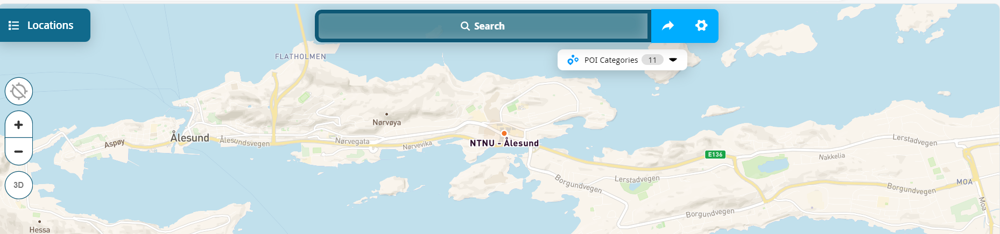 Locations
Search
POI Categories 11
FLATHOLMEN
Nørvøya
Ålesund
Ålesundsvegen
Aspøy
Nørvegata
Nørvevika
NTNU - Ålesund
E136
Lerstadvegen
Nakkelia
Borgundvegen
Lerstadvegen
MOA
Borgundvegen
Moa
Borgundvegen
3D
Hessa